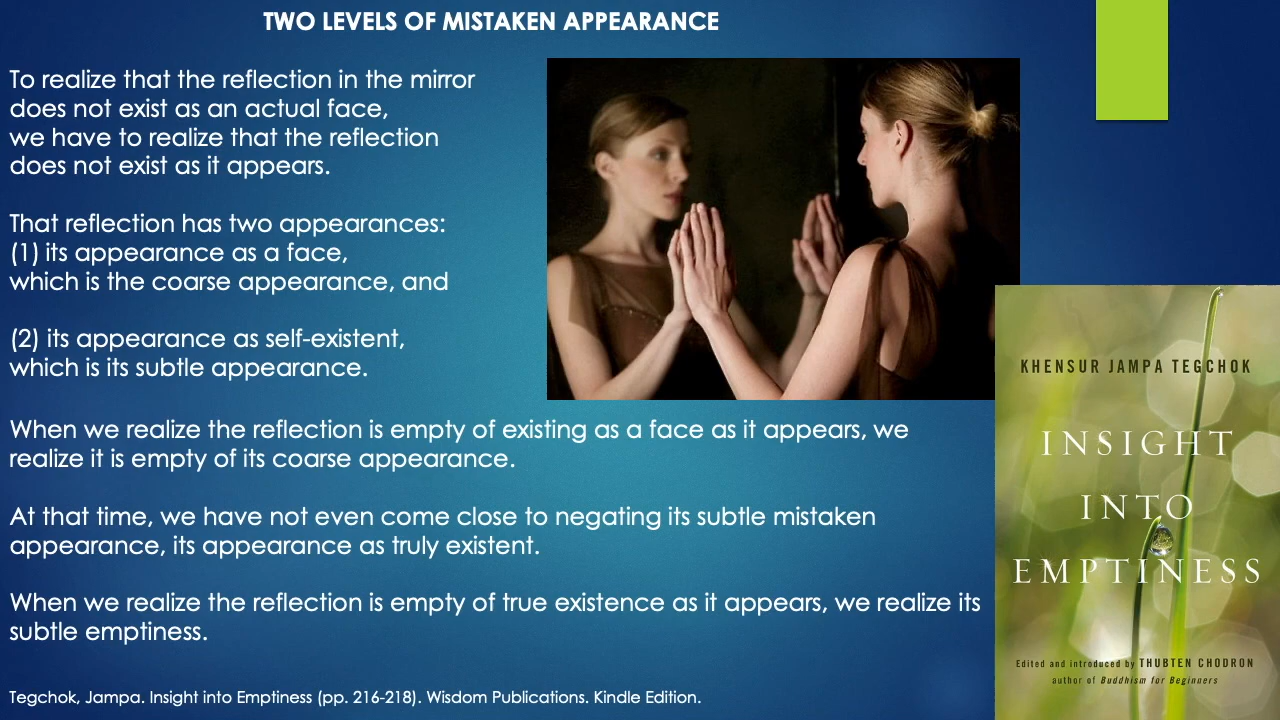 TWO LEVELS OF MISTAKEN APPEARANCE
To realize that the reflection in the mirror
does not exist as an actual face,
we have to realize that the reflection
does not exist as it appears.
That reflection has two appearances:
(1) its appearance as a face,
which is the coarse appearance, and
(2) its appearance as self-existent,
which is its subtle appearance.
When we realize the reflection is empty of existing as a face as it appears, we
realize it is empty of its coarse appearance.
At that time, we have not even come close to negating its subtle mistaken
appearance, its appearance as truly existent.
When we realize the reflection is empty of true existence as it appears, we realize its
subtle emptiness.
Tegchok, Jampa. Insight into Emptiness (pp. 216-218). Wisdom Publications. Kindle Edition.
KHENSUR JAMPA TEGCHOK
INSIGHT
INTO
EMPTINESS
Edited and introduced by THUBTEN CHODRON
author of Buddhism for Beginners